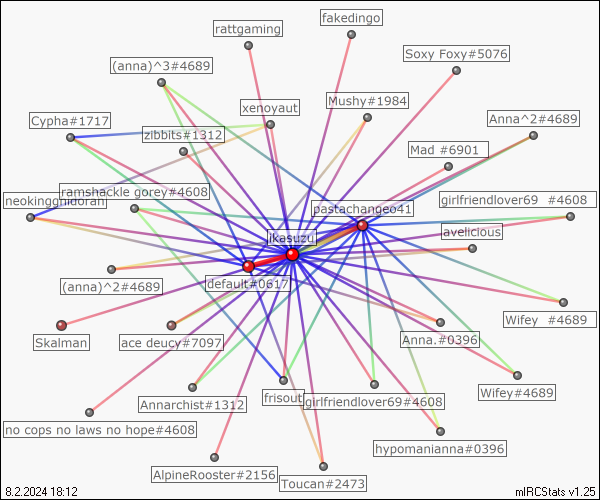 fakedingo
rattgaming
Soxy Foxy#5076
(anna)^3#4689
xenoyaut
Mushy#1984
Cypha#1717
Anna^2#4689
zibbits#1312
Mad #6901
ramshackle gorey#4608
girlfriendlover69 #4608
neokingghidorah
pastachangeo41
ikasuzu
avelicious
default#0617
(anna)^2#4689
Wifey #4689
Skalman
ace deucy#7097
Anna.#0396
Wifey#4689
Annarchist#1312
frisout
girlfriendlover69#4608
no cops no laws no hope#4608
hypomanianna#0396
AlpineRooster#2156
Toucan#2473
8.2.2024 18:12
mIRCStats v1.25